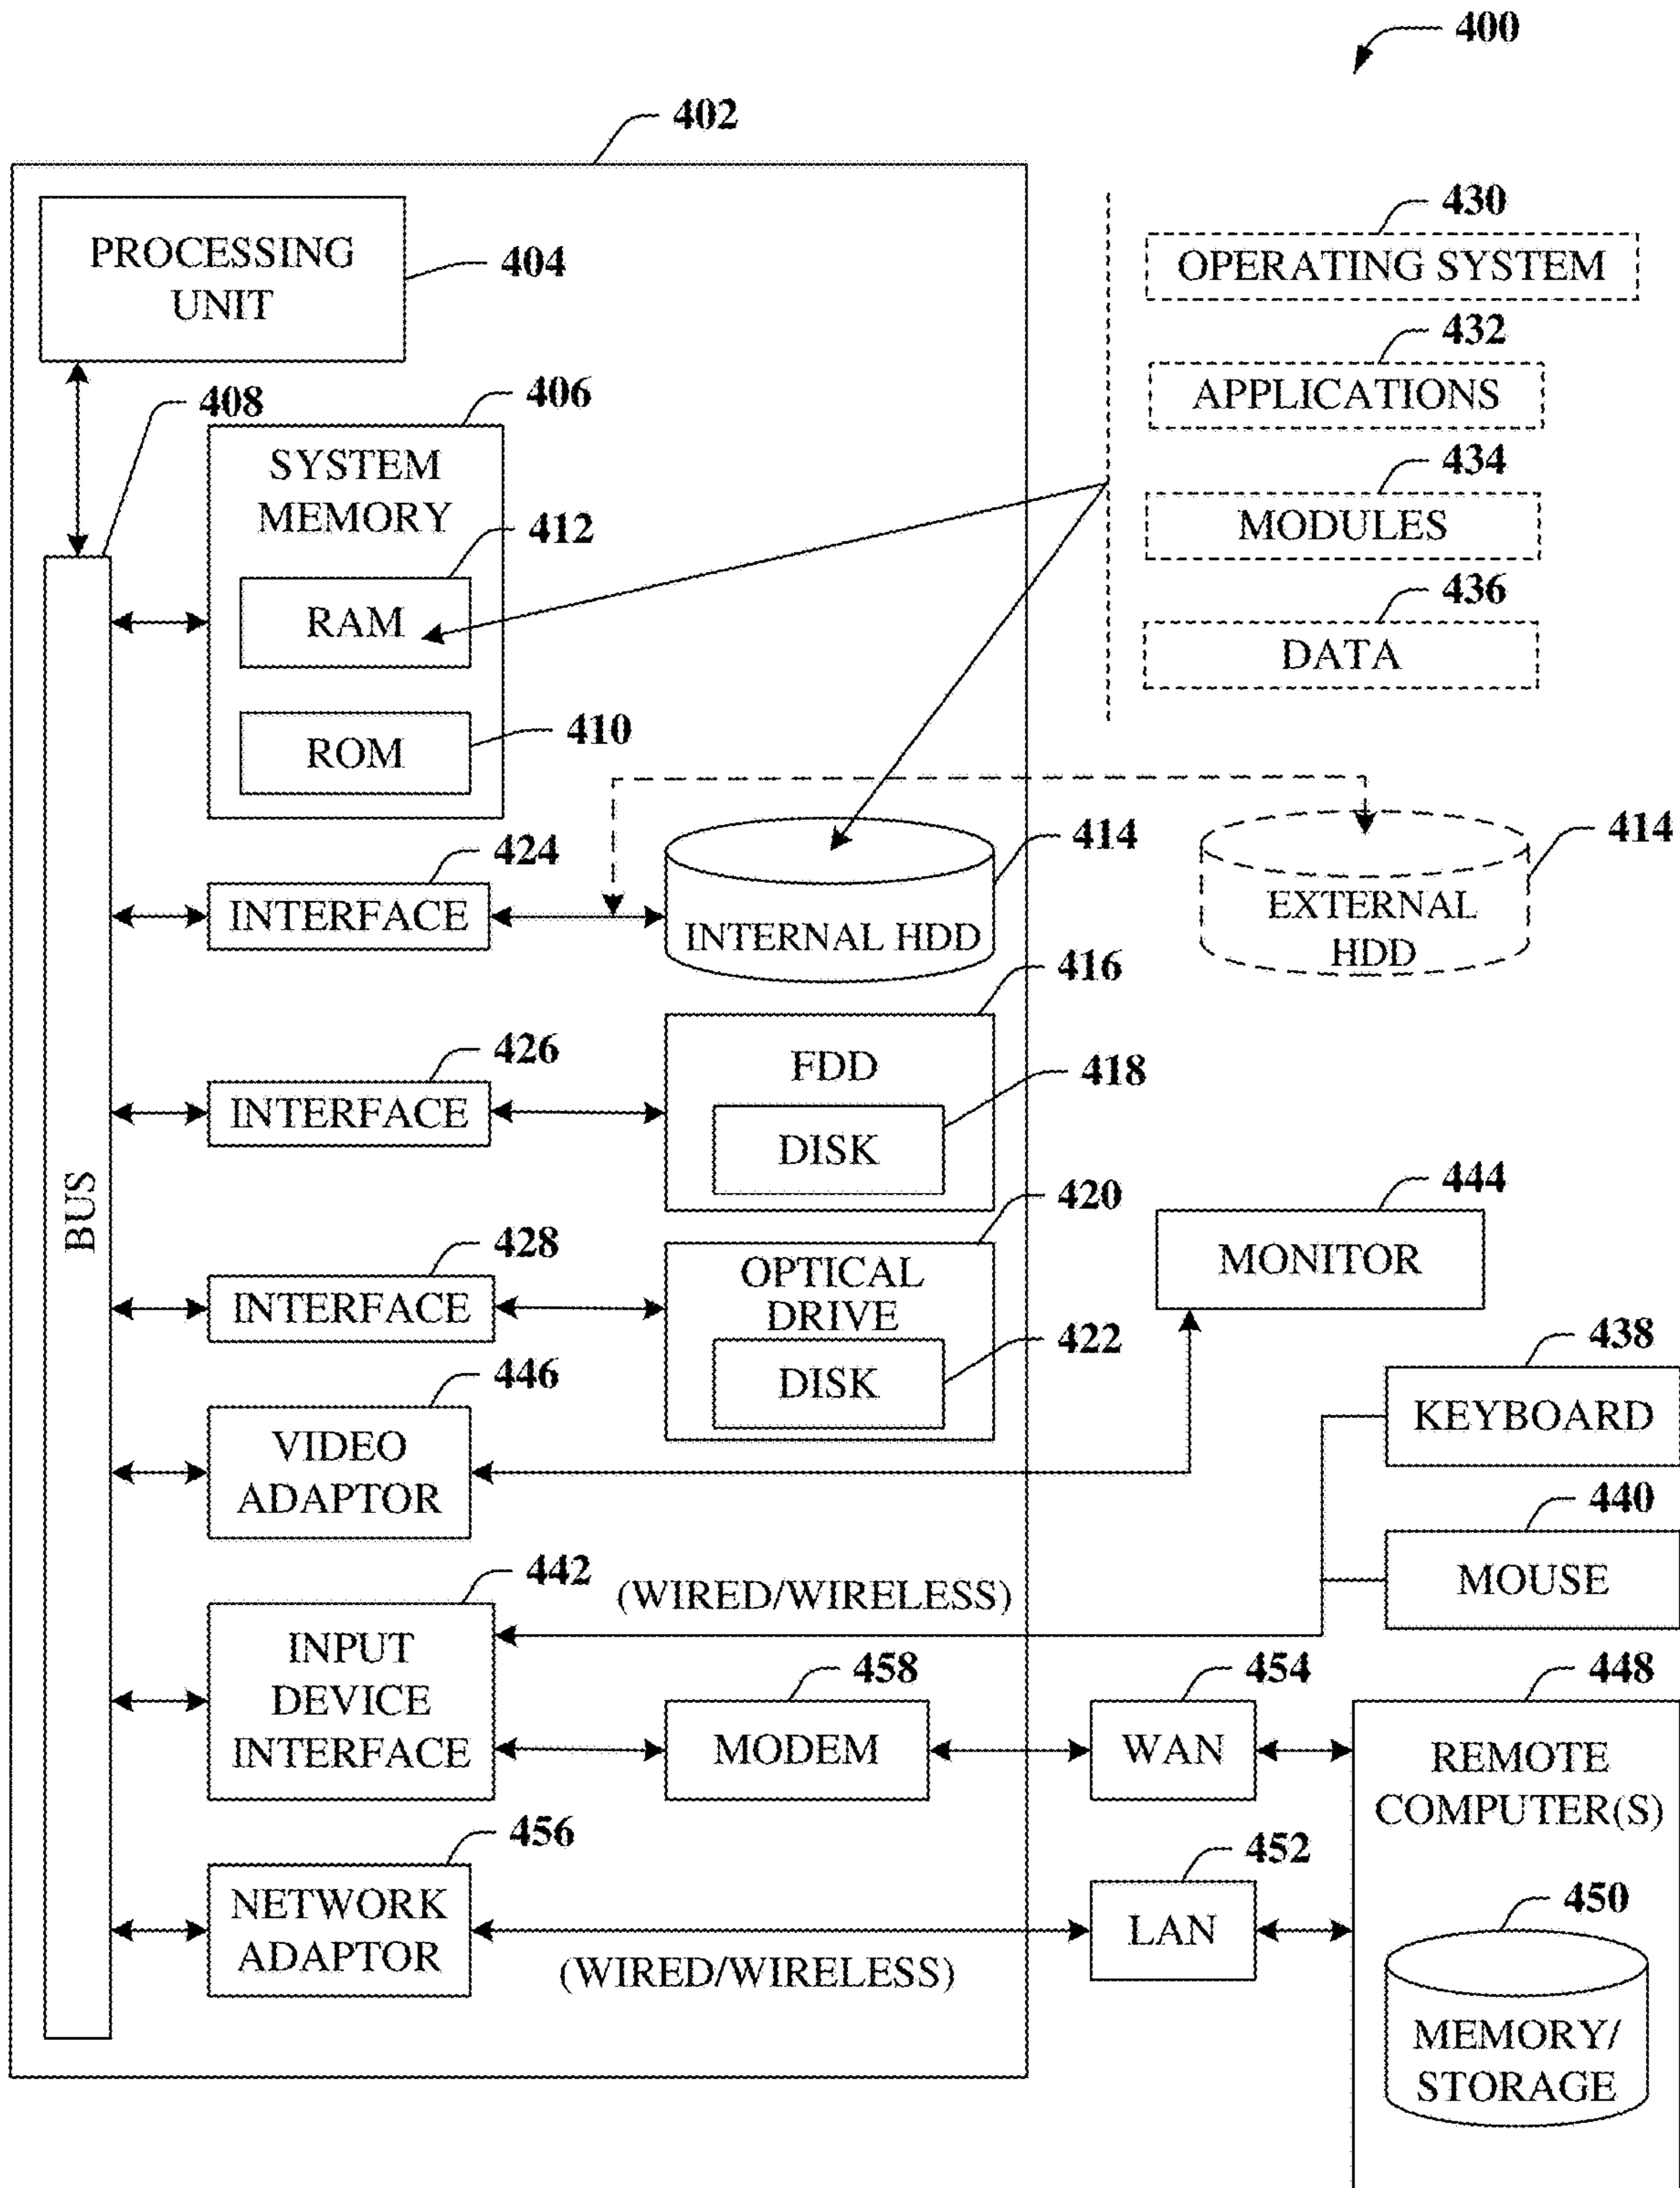 400
402
PROCESSING
UNIT
404
430
OPERATING SYSTEM
432
APPLICATIONS
434
MODULES
436
DATA
408
406
SYSTEM
MEMORY
412
RAM
410
ROM
BUS
424
INTERFACE
414
INTERNAL HDD
414
EXTERNAL
HDD
426
INTERFACE
416
FDD
418
DISK
428
INTERFACE
420
OPTICAL
DRIVE
422
DISK
444
MONITOR
446
VIDEO
ADAPTOR
438
KEYBOARD
440
MOUSE
442
INPUT
DEVICE
INTERFACE
(WIRED/WIRELESS)
458
MODEM
454
WAN
448
REMOTE
COMPUTER(S)
456
NETWORK
ADAPTOR
(WIRED/WIRELESS)
452
LAN
450
MEMORY/
STORAGE